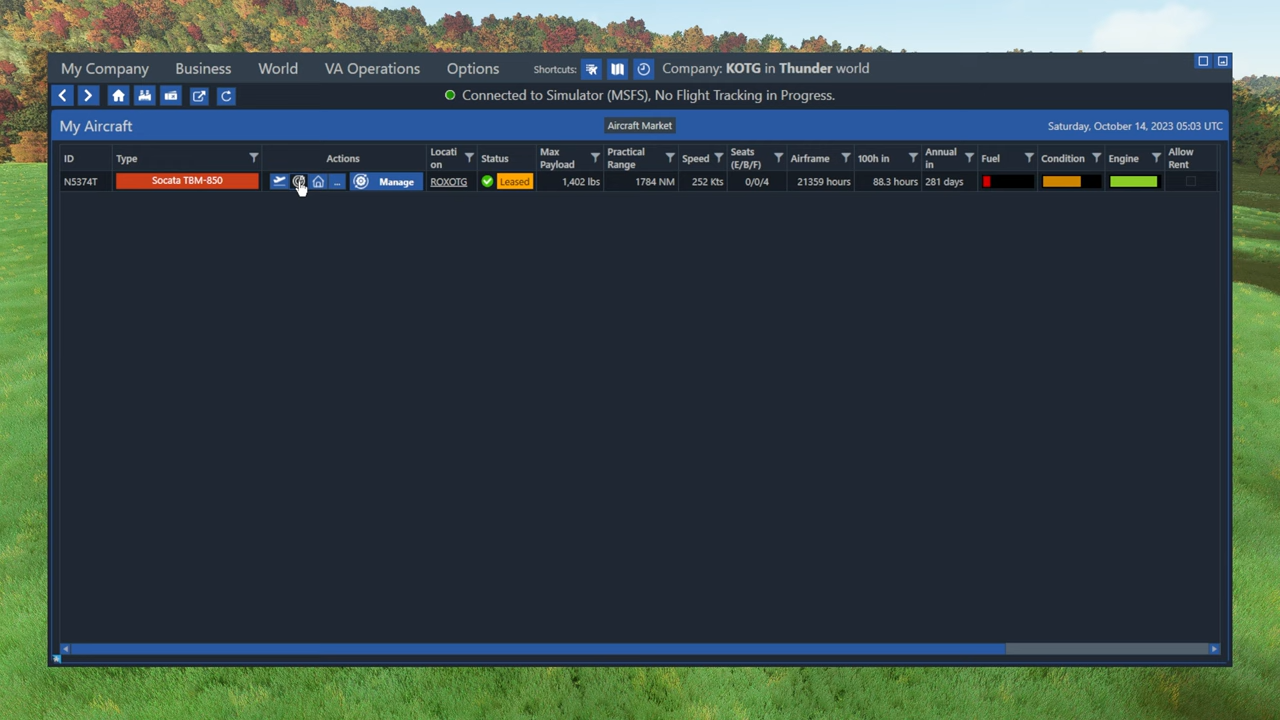 My Company Business World VA Operations Options Shortcuts: Company: KOTG in Thunder world
Connected to Simulator (MSFS), No Flight Tracking in Progress.
My Aircraft Aircraft Market Saturday, October 14, 2023 05:03 UTC
ID Type Actions Locati on Status Max Payload Practical Range Speed Seats (E/B/F) Airframe 100h in Annual in Fuel Condition Engine Allow Rent
N5374T Socata TBM-850 ... Manage ROXOTG Leased 1,402 lbs 1784 NM 252 Kts 0/0/4 21359 hours 88.3 hours 281 days